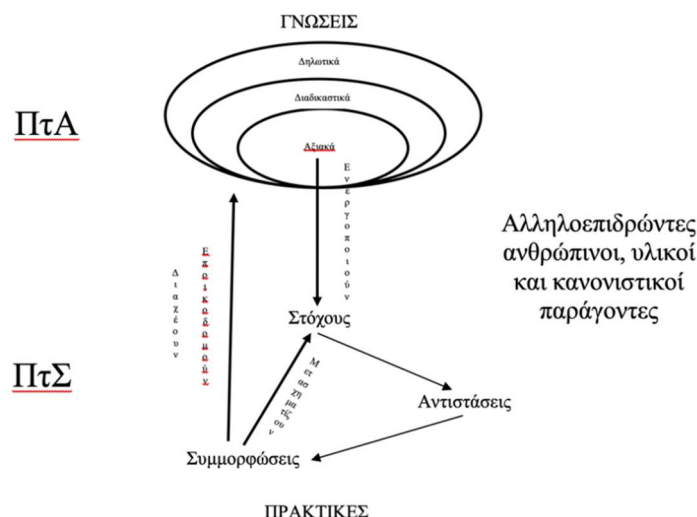 ΓΝΩΣΕΙΣ
Δηλωτικά
Διαδικαστικά
ΠτΑ
Αξιακά
Ενεργοποιούν
Αλληλοεπιδρώντες
ανθρώπινοι, υλικοί
και κανονιστικοί
παράγοντες
Εποικοδομούν
Διαχέουν
Στόχους
ΠτΣ
Μετασχηματίζουν
Αντιστάσεις
Συμμορφώσεις
ΠΡΑΚΤΙΚΕΣ